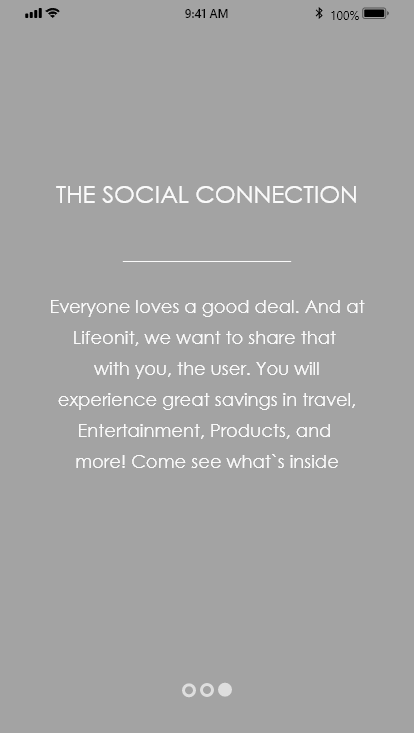 9:41 AM
100%
THE SOCIAL CONNECTION
Everyone loves a good deal. And at
Lifeonit, we want to share that
with you, the user. You will
experience great savings in travel,
Entertainment, Products, and
more! Come see what`s inside